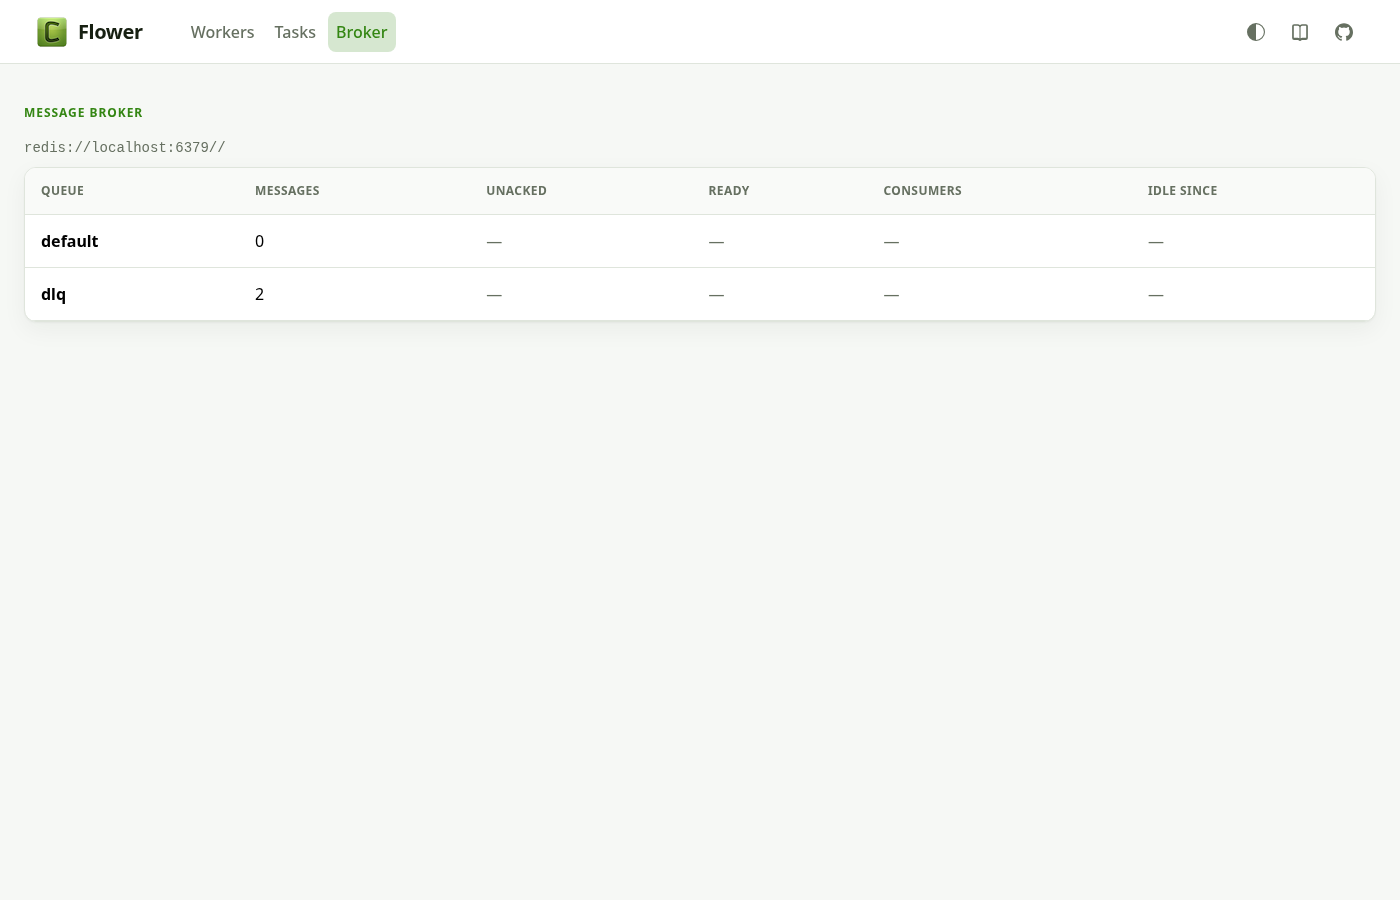 C Flower Workers Tasks Broker
MESSAGE BROKER
redis://localhost:6379//
QUEUE MESSAGES UNACKED READY CONSUMERS IDLE SINCE
default 0 — — — —
dlq 2 — — — —